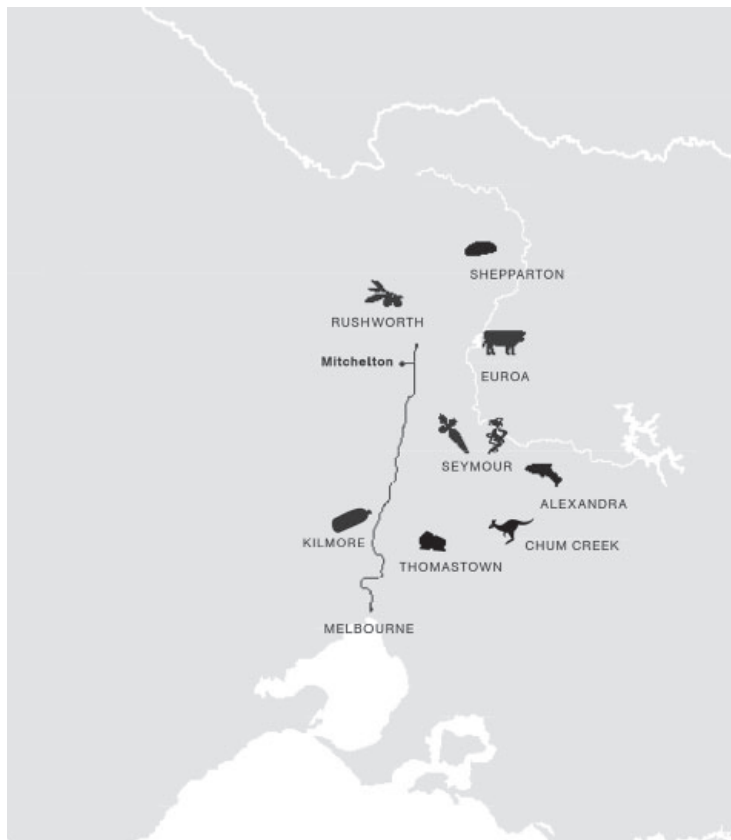 SHEPPARTON
RUSHWORTH
Mitchelton
EUROA
SEYMOUR
ALEXANDRA
KILMORE
CHUM CREEK
THOMASTOWN
MELBOURNE